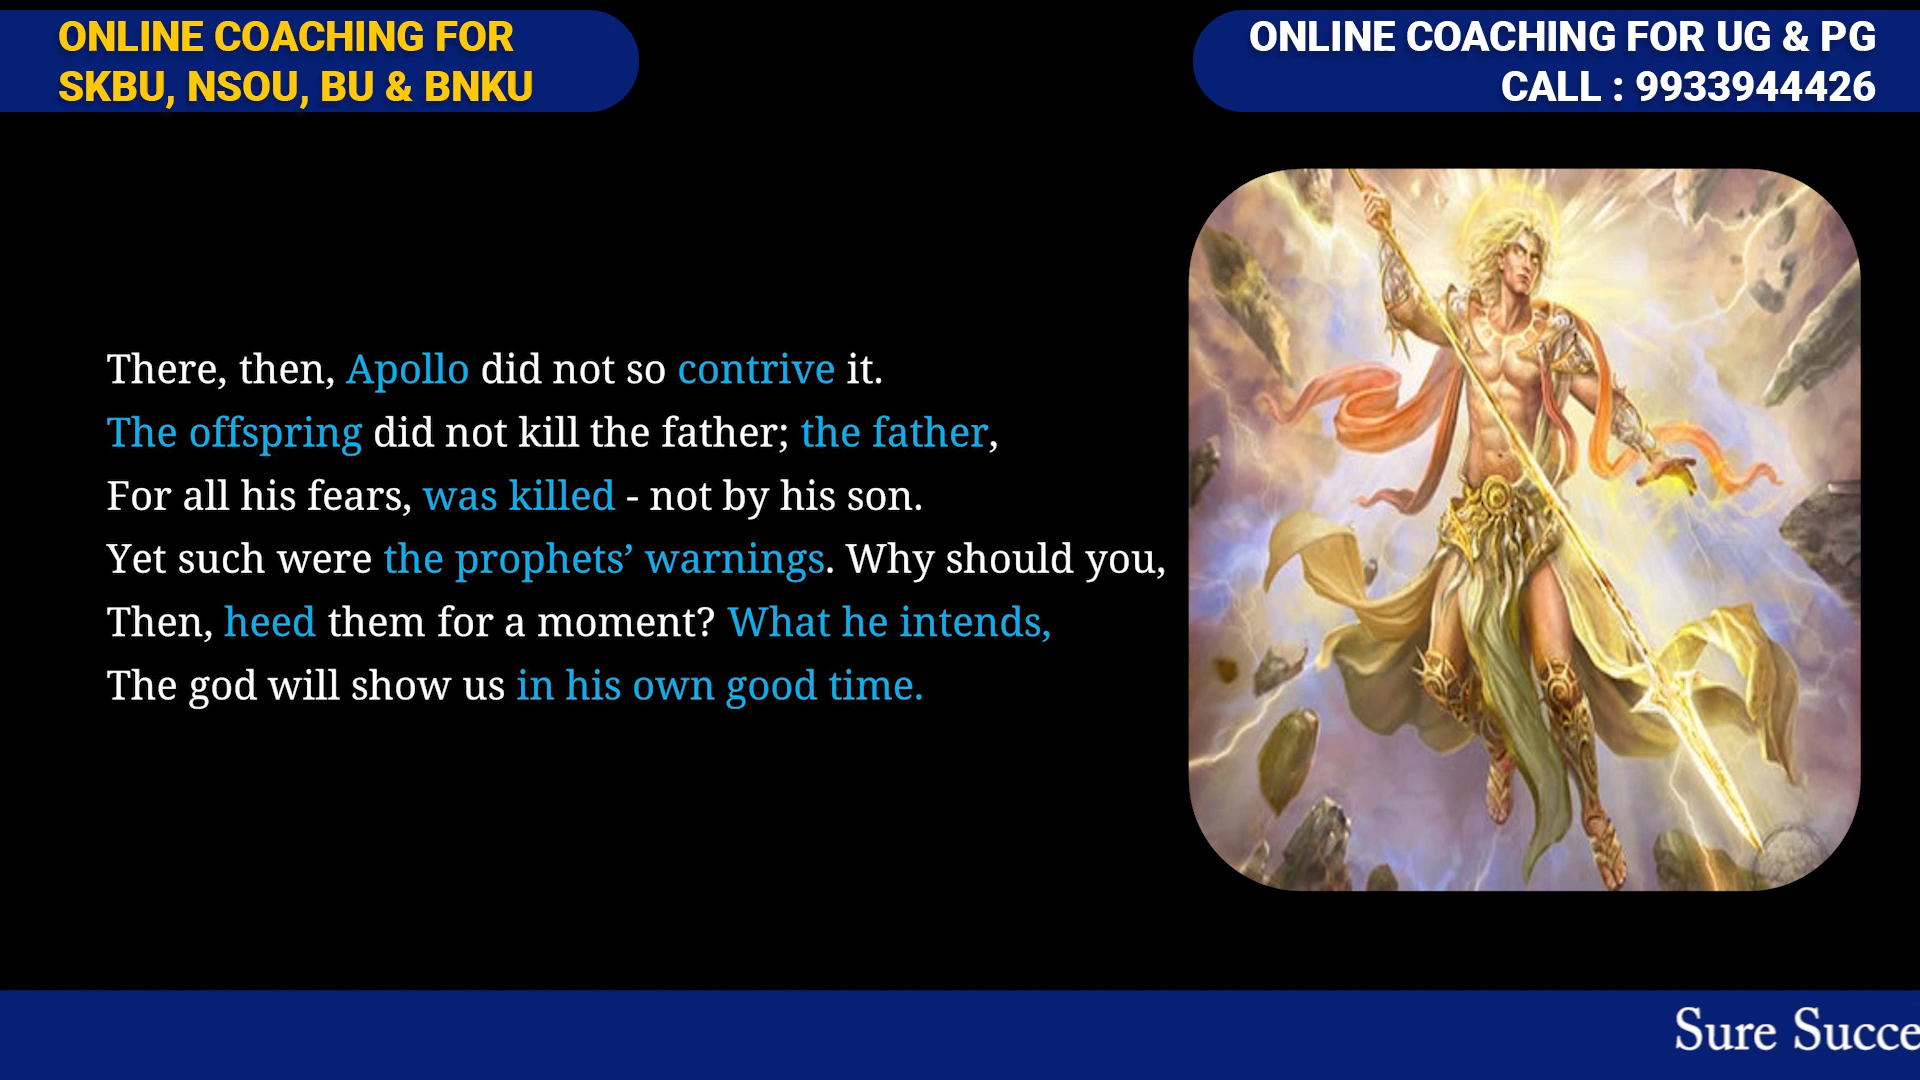 ONLINE COACHING FOR
SKBU, NSOU, BU & BNKU
ONLINE COACHING FOR UG & PG
CALL : 9933944426
There, then, Apollo did not so contrive it.
The offspring did not kill the father; the father,
For all his fears, was killed - not by his son.
Yet such were the prophets’ warnings. Why should you,
Then, heed them for a moment? What he intends,
The god will show us in his own good time.
Sure Succe